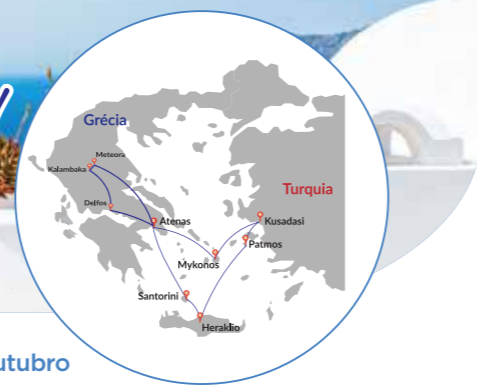 Grécia
Meteora
Kalambaka
Delfos
Turquia
Atenas
Kusadasi
Patmos
Mykonos
Santorini
Heraklio
utubro